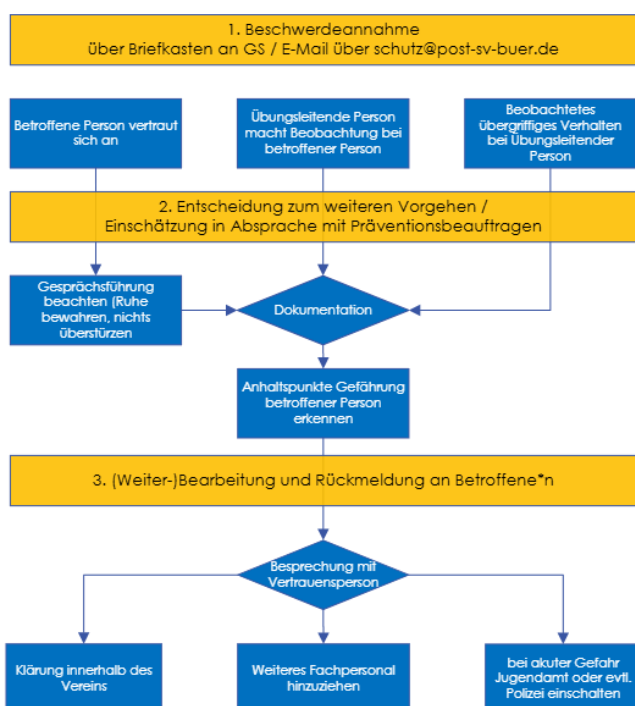 1. Beschwerdeannahme
über Briefkasten an GS / E-Mail über schutz@post-sv-buer.de
Betroffene Person vertraut
sich an
Übungsleitende Person
macht Beobachtung bei
betroffener Person
Beobachtetes
übergriffiges Verhalten
bei Übungsleitender
Person
2. Entscheidung zum weiteren Vorgehen /
Einschätzung in Absprache mit Präventionsbeauftragen
Gesprächsführung
beachten (Ruhe
bewahren, nichts
überstürzen
Dokumentation
Anhaltspunkte Gefährung
betroffener Person
erkennen
3. (Weiter-)Bearbeitung und Rückmeldung an Betroffene*n
Besprechung mit
Vertrauensperson
Klärung innerhalb des
Vereins
Weiteres Fachpersonal
hinzuziehen
bei akuter Gefahr
Jugendamt oder evtl.
Polizei einschalten